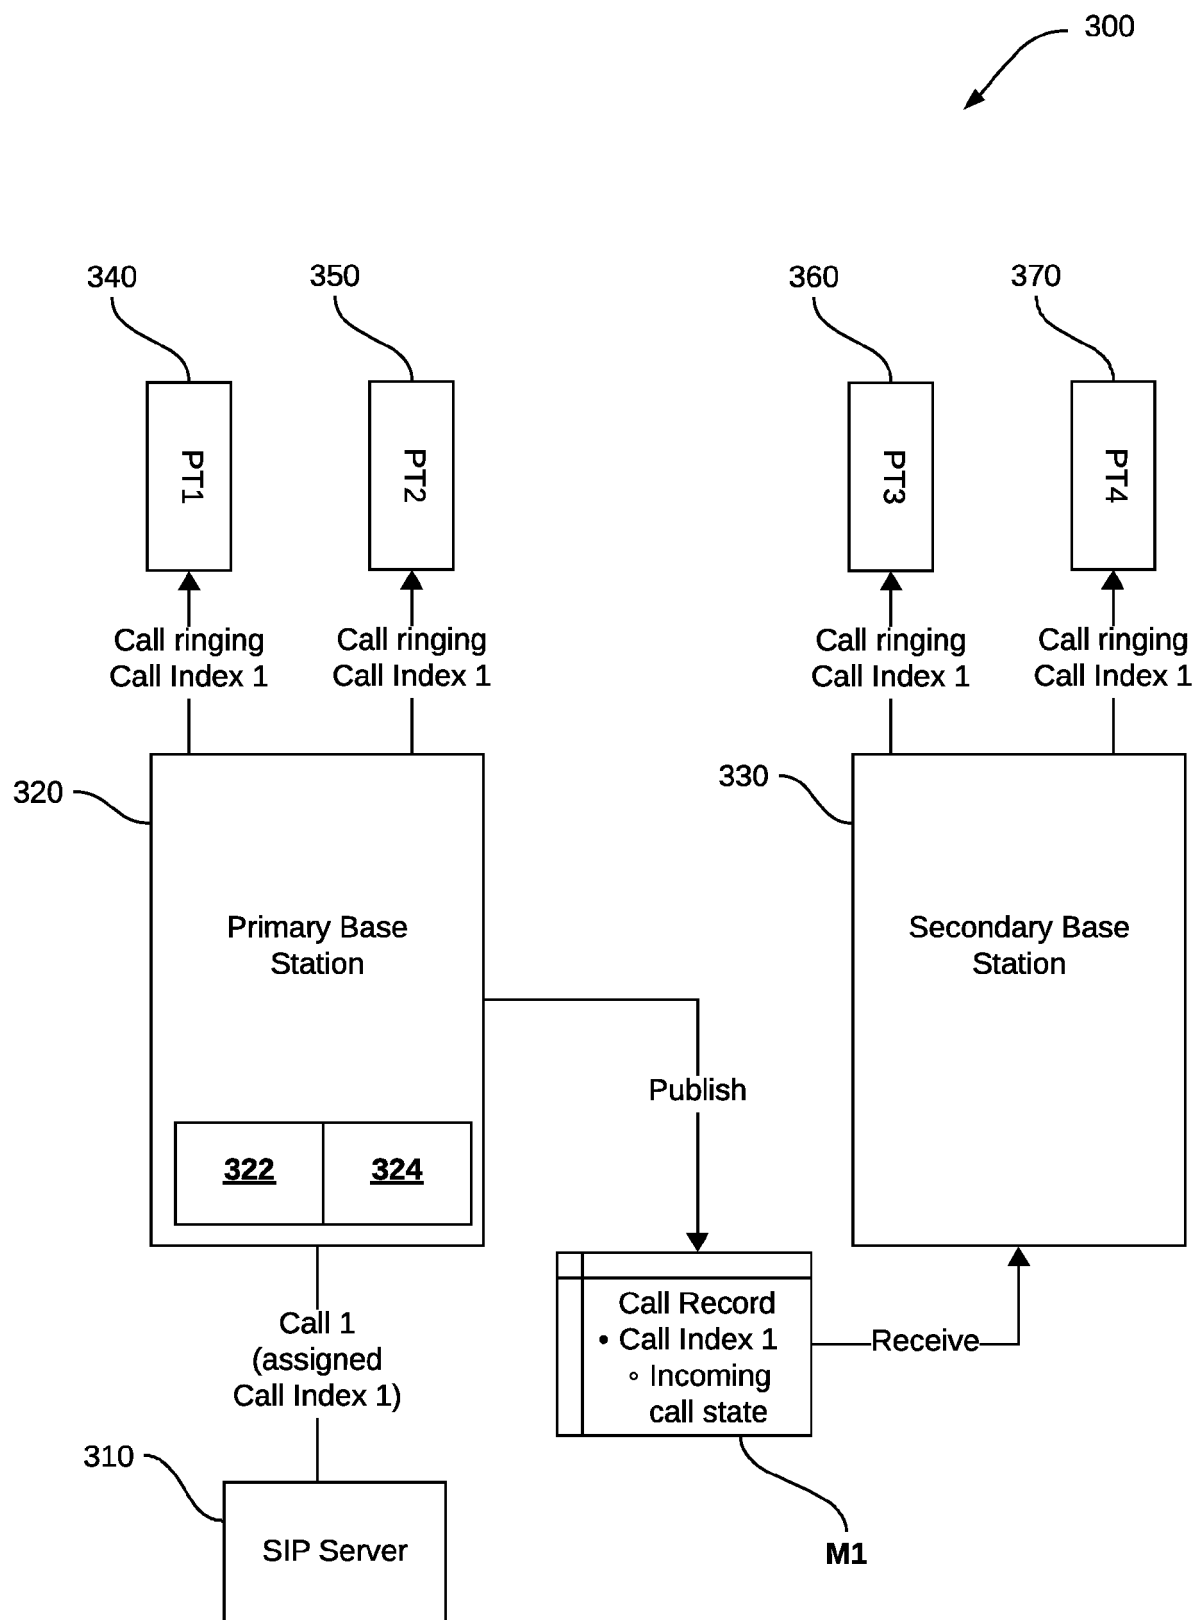 300
340
350
360
370
PT1
PT2
PT3
PT4
Call ringing
Call Index 1
Call ringing
Call Index 1
Call ringing
Call Index 1
Call ringing
Call Index 1
320
330
Primary Base
Station
Secondary Base
Station
Publish
322
324
Call Record
• Call Index 1
◦ Incoming
call state
Receive
Call 1
(assigned
Call Index 1)
310
SIP Server
M1